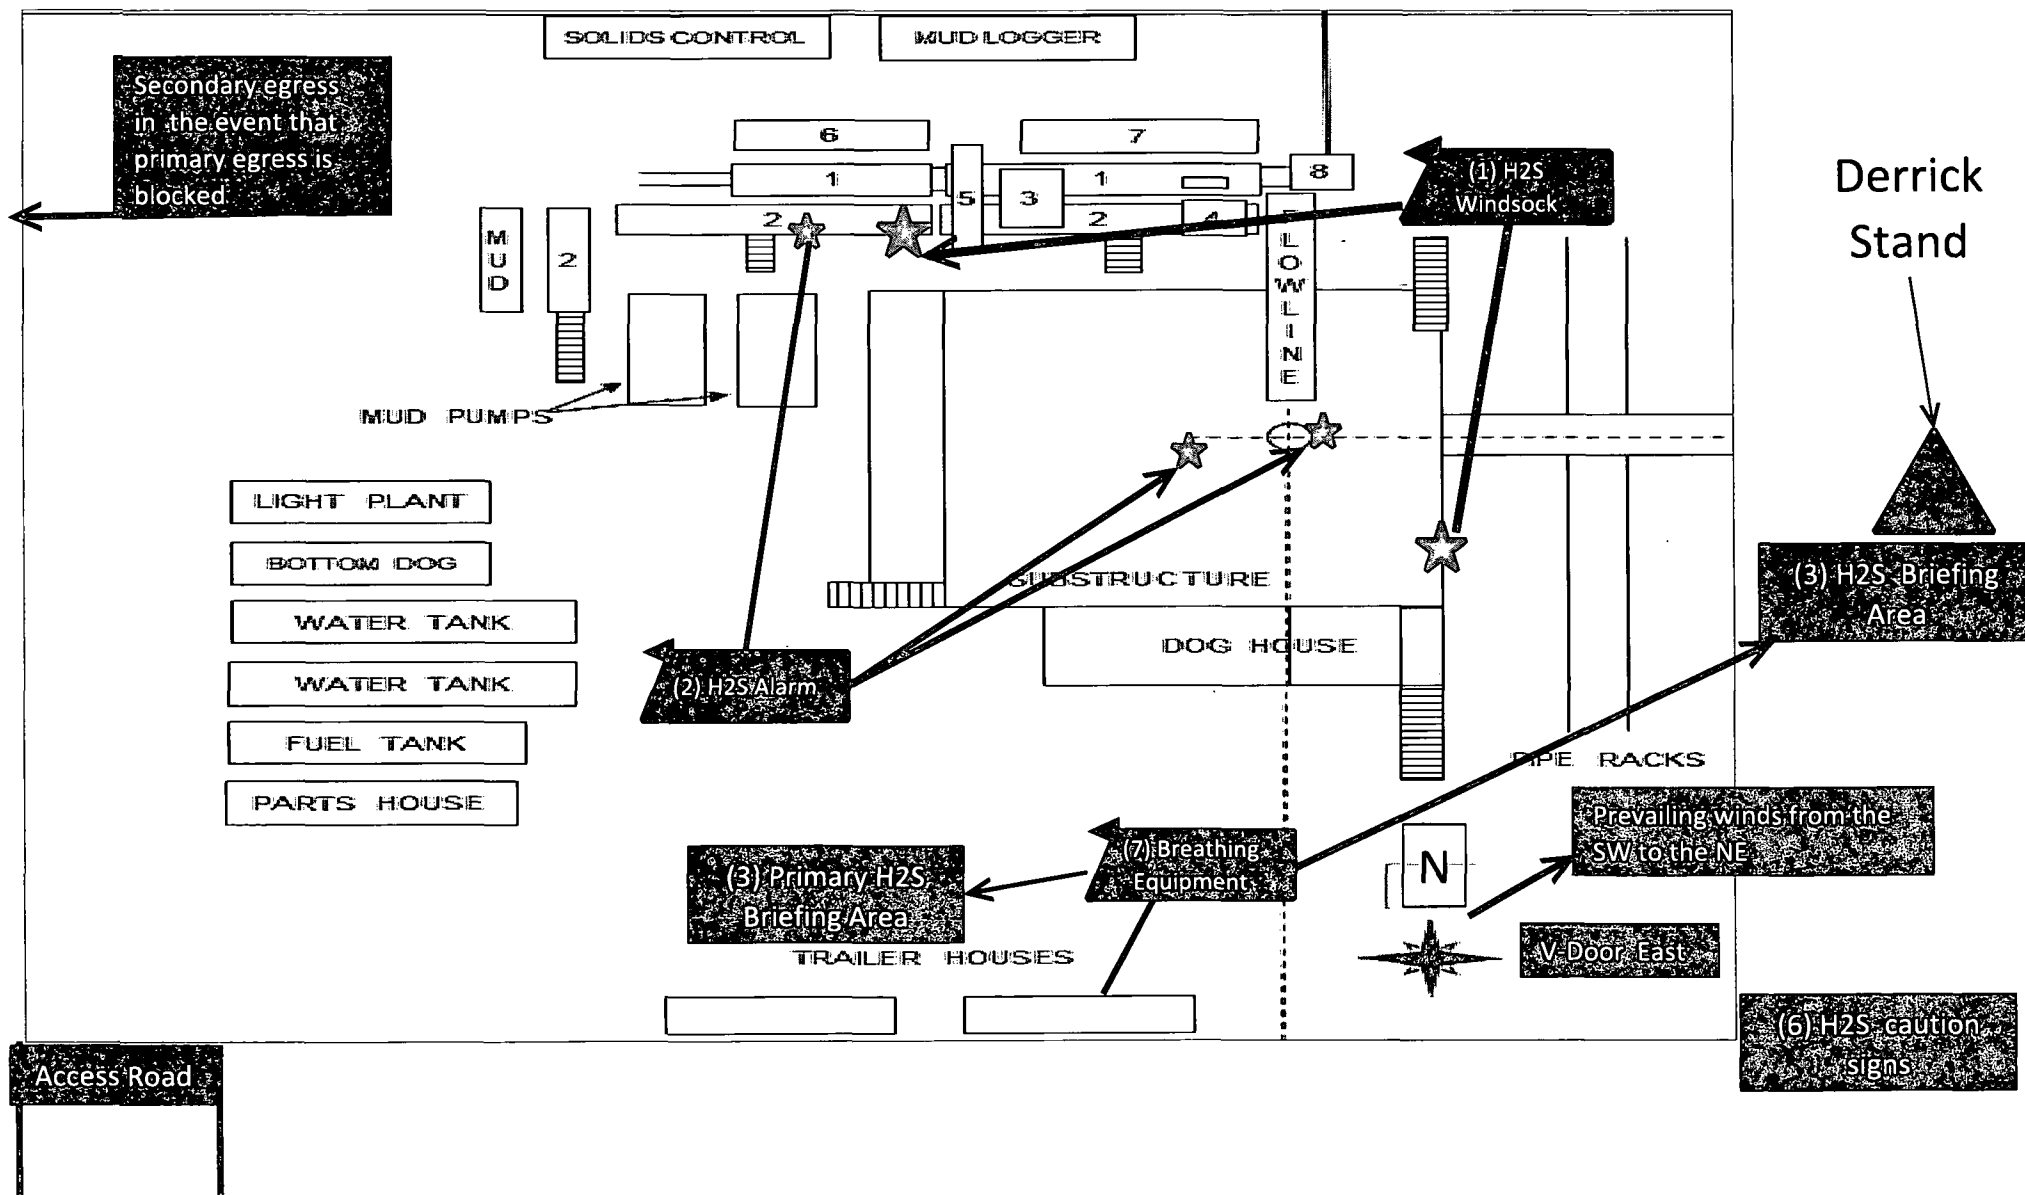 SOLIDS CONTROL
MUD LOGGER
Secondary egress
in the event that
primary egress is
blocked.
6
7
(1) H2S
Windsock
Derrick
Stand
1
1
8
5
3
2
2
4
MUD
2
FLOWLINE
MUD PUMPS
LIGHT PLANT
BOTTOM DOG
WATER TANK
WATER TANK
FUEL TANK
PARTS HOUSE
SUBSTRUCTURE
DOG HOUSE
(2) H2S Alarm
(3) H2S Briefing
Area
PIPE RACKS
Prevailing winds from the
SW to the NE
(7) Breathing
Equipment
N
(3) Primary H2S
Briefing Area
TRAILER HOUSES
V-Door East
(6) H2S caution
signs
Access Road